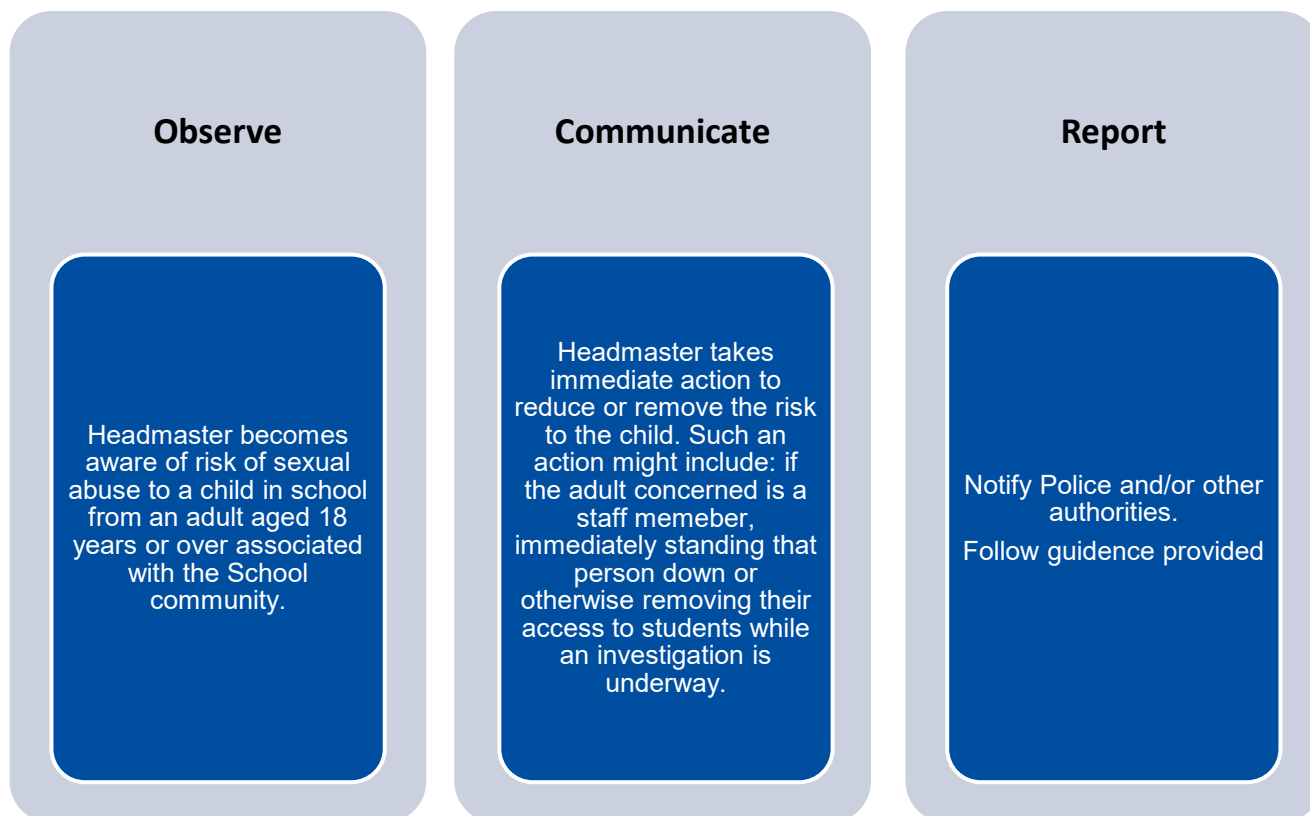 Observe
Headmaster becomes
aware of risk of sexual
abuse to a child in school
from an adult aged 18
years or over associated
with the School
community.
Communicate
Headmaster takes
immediate action to
reduce or remove the risk
to the child. Such an
action might include: if
the adult concerned is a
staff memeber,
immediately standing that
person down or
otherwise removing their
access to students while
an investigation is
underway.
Report
Notify Police and/or other
authorities.
Follow guidence provided